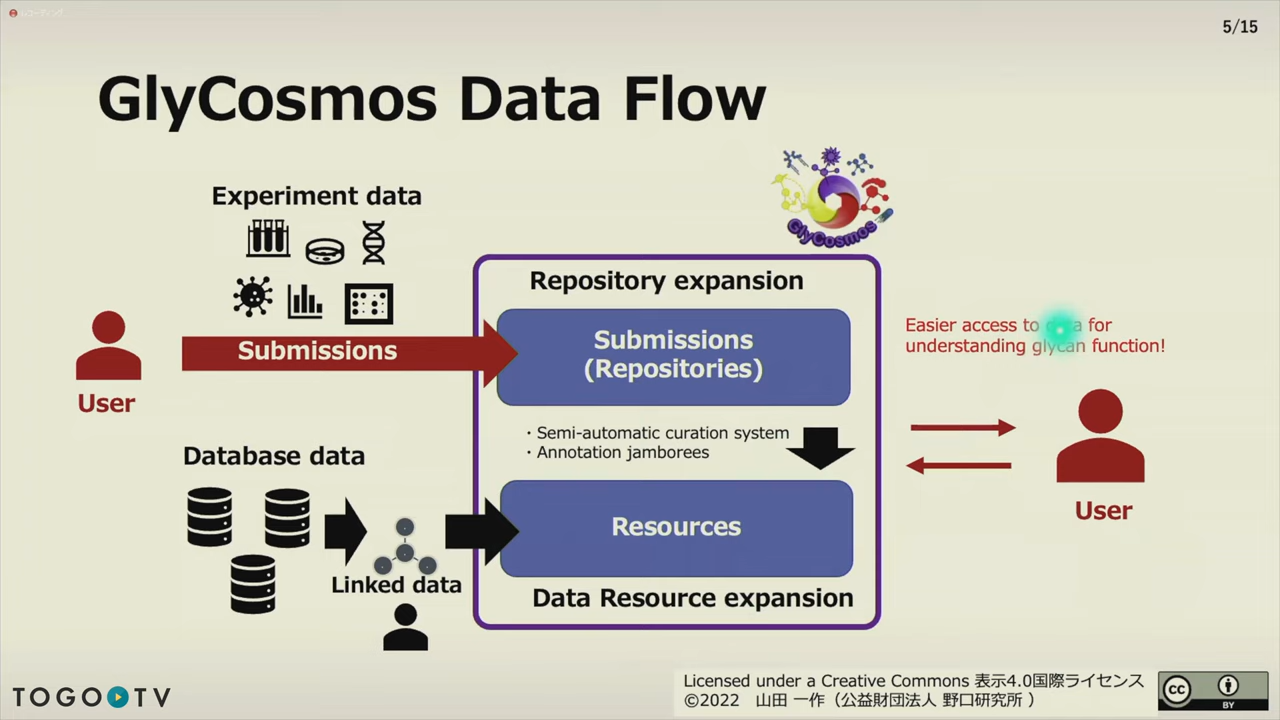 5/15
GlyCosmos Data Flow
Experiment data
GlyCosmos
Repository expansion
Submissions
(Repositories)
Submissions
User
Easier access to data for
understanding glycan function!
・Semi-automatic curation system
・Annotation jamborees
Database data
Resources
User
Linked data
Data Resource expansion
TOGO TV
Licensed under a Creative Commons 表示4.0国際ライセンス
©2022 山田 一作（公益財団法人 野口研究所 ）
cc
BY